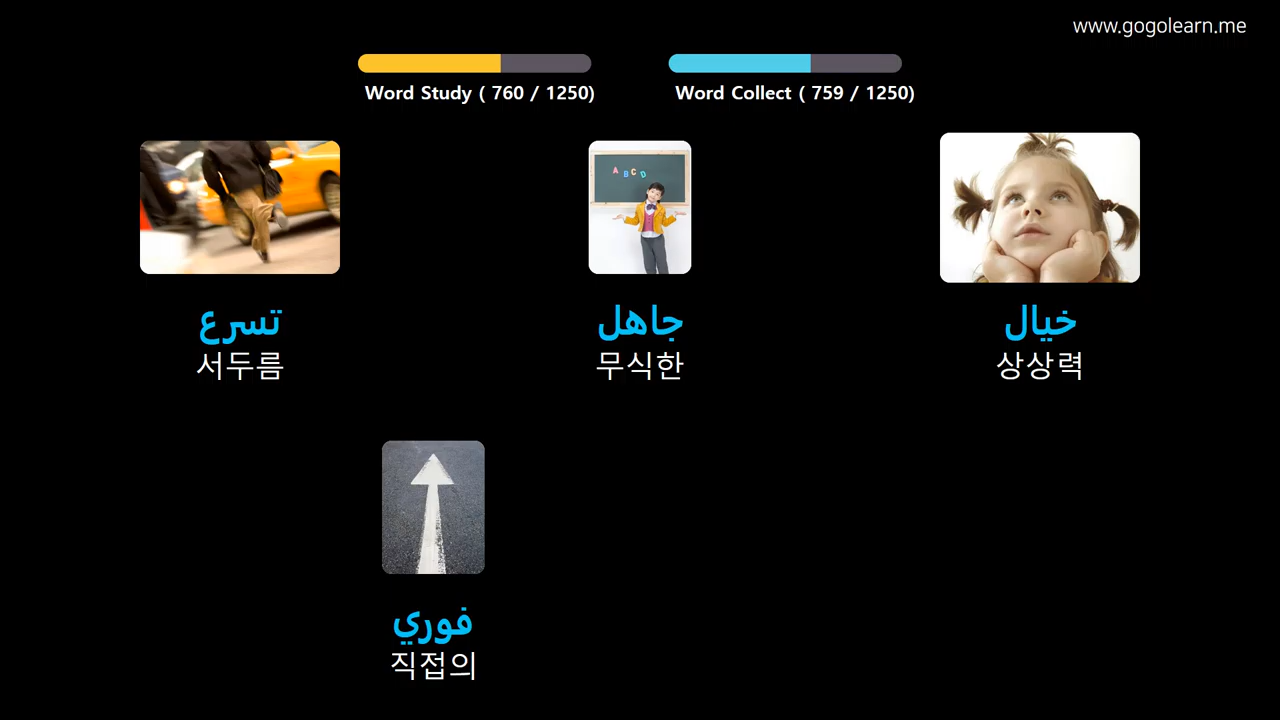 www.gogolearn.me
Word Study ( 760 / 1250)
Word Collect ( 759 / 1250)
A B C D
تسرع
서두름
جاهل
무식한
خيال
상상력
فوري
직접의